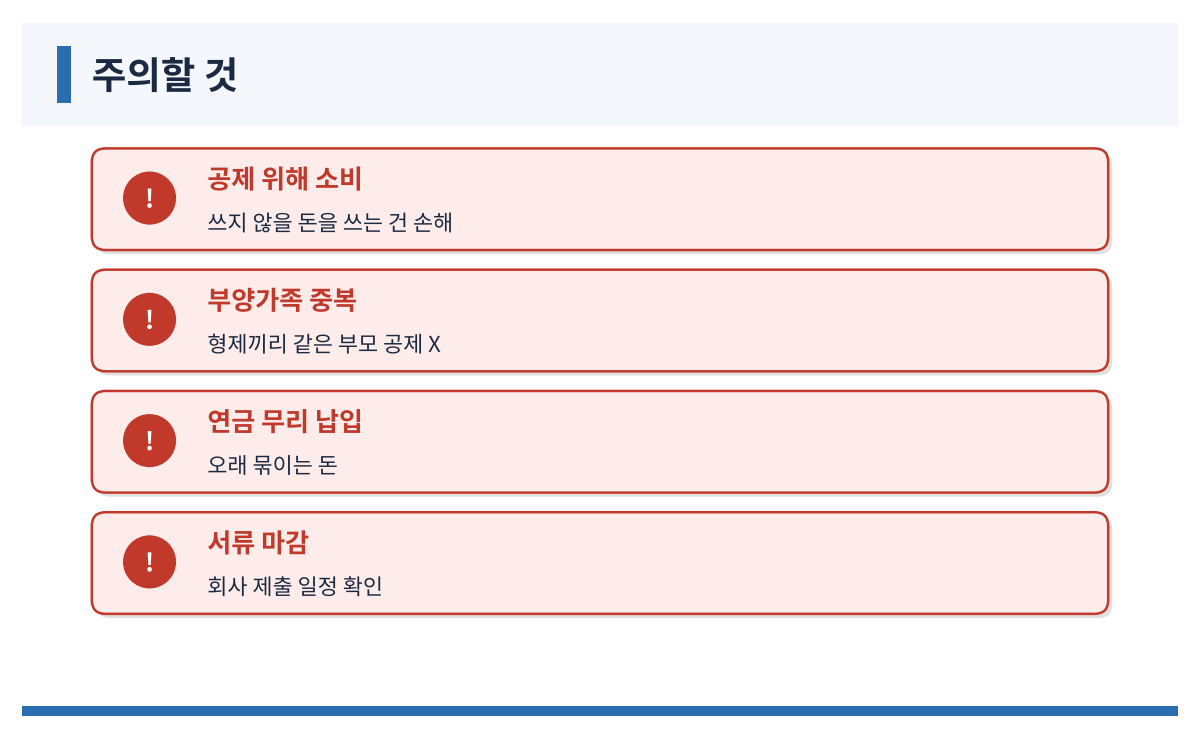 주의할 것
!
공제 위해 소비
쓰지 않을 돈을 쓰는 건 손해
!
부양가족 중복
형제끼리 같은 부모 공제 X
!
연금 무리 납입
오래 묶이는 돈
!
서류 마감
회사 제출 일정 확인